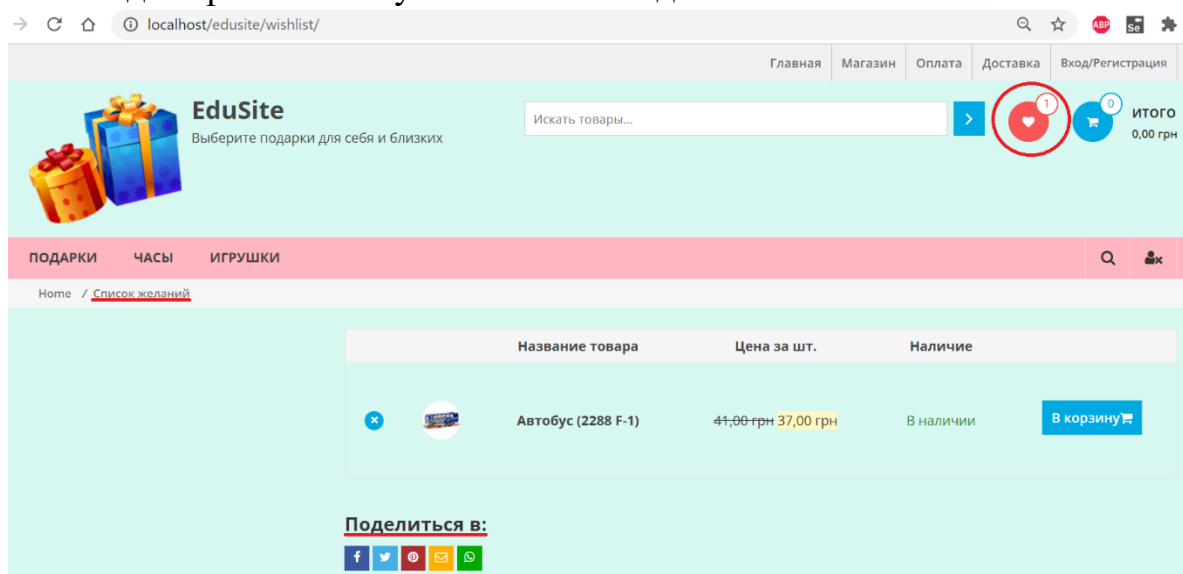 localhost/edusite/wishlist/
ABP
Se
Главная Магазин Оплата Доставка Вход/Регистрация
EduSite
Выберите подарки для себя и близких
Искать товары...
1
0
ИТОГО
0,00 грн
ПОДАРКИ ЧАСЫ ИГРУШКИ
Home / Список желаний
Название товара Цена за шт. Наличие
Автобус (2288 F-1) 41,00 грн 37,00 грн В наличии В корзину
Поделиться в: